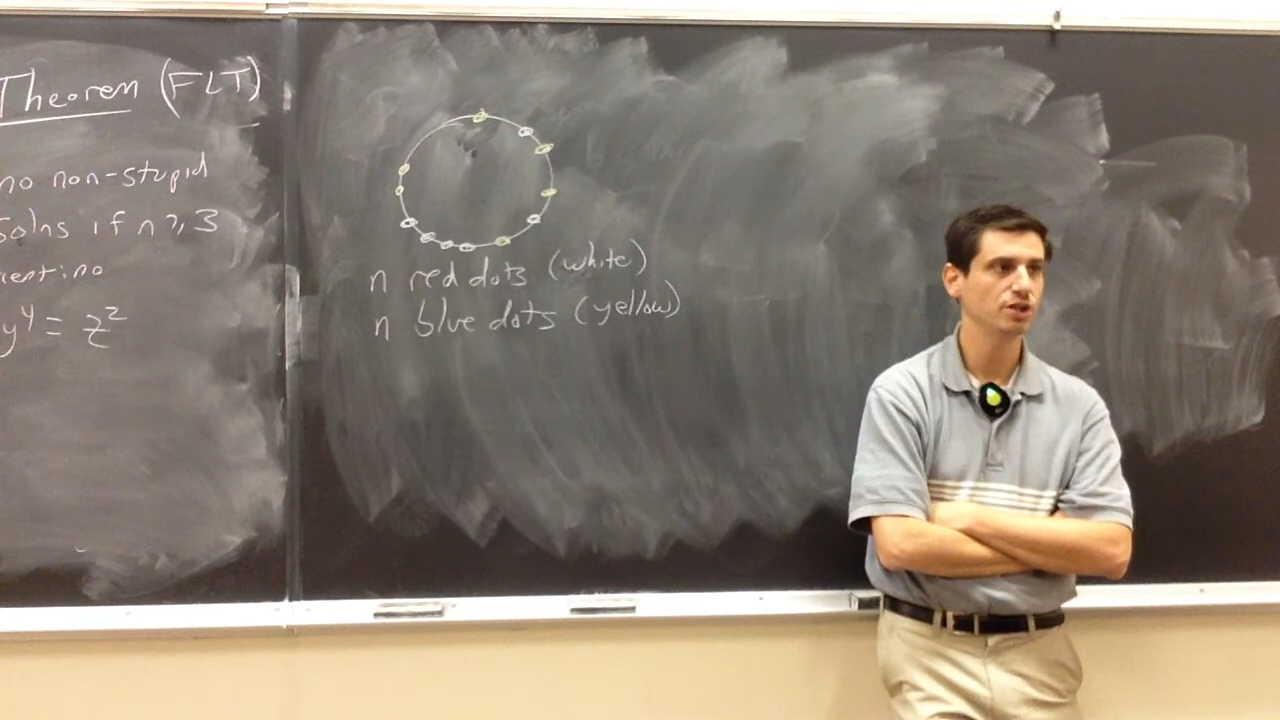 Theorem (FLT)
no non-stupid
Solns if n ≥ 3
y⁴ = z²
n red dots (white)
n blue dots (yellow)